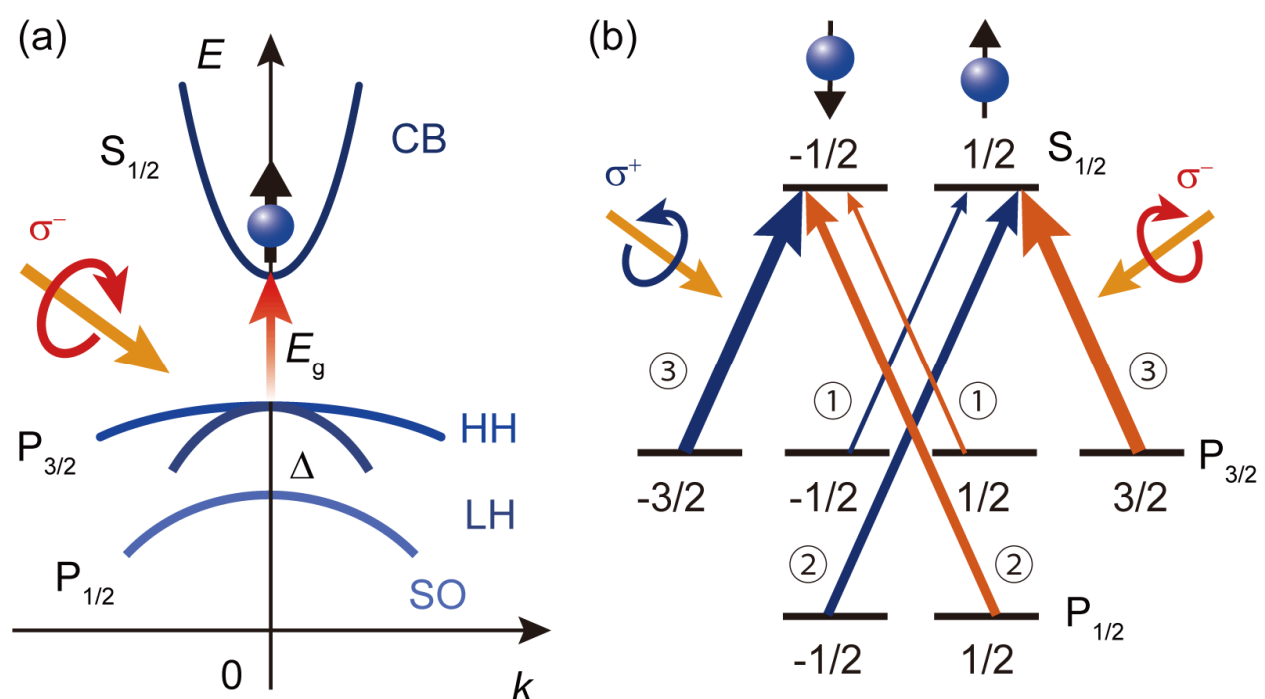 (a)
E
S1/2
CB
σ−
Eg
HH
P3/2
Δ
LH
P1/2
SO
0
k
(b)
-1/2 1/2 S1/2
σ+
σ−
③ ① ① ③
P3/2
-3/2 -1/2 1/2 3/2
② ②
P1/2
-1/2 1/2